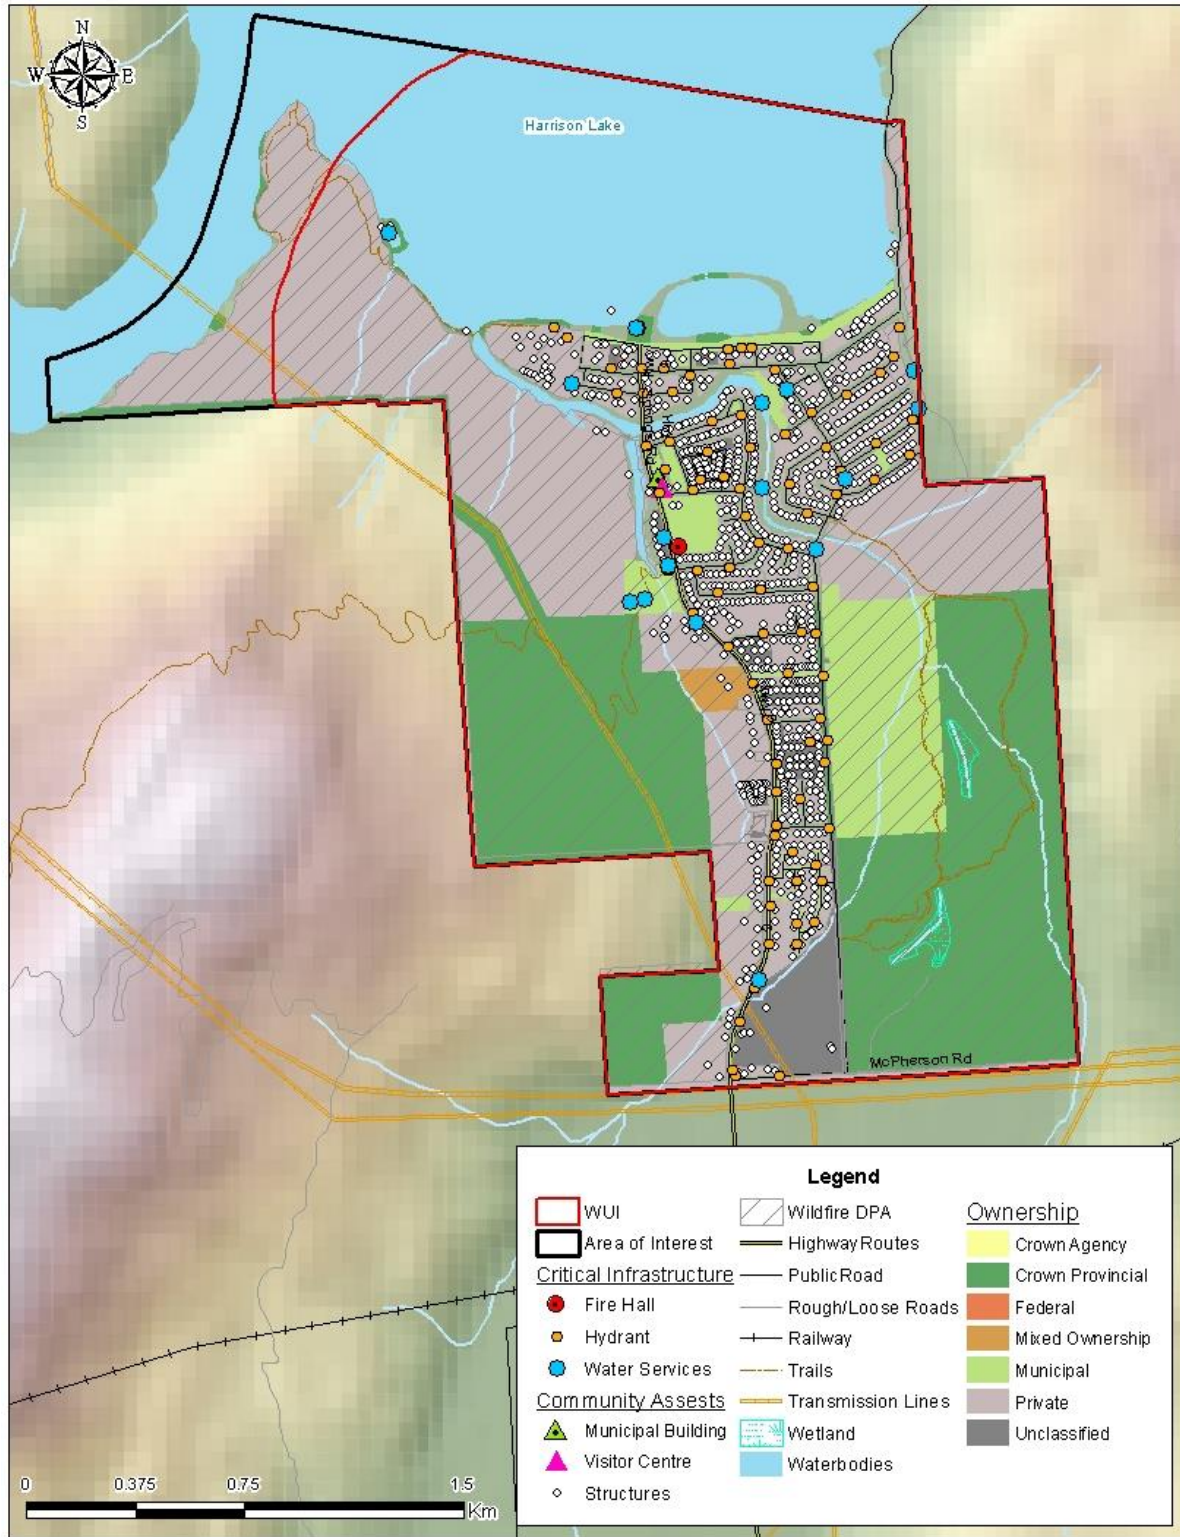 N
W E
S
Harrison Lake
McPherson Rd
Legend
WUI
Area of Interest
Critical Infrastructure
Fire Hall
Hydrant
Water Services
Community Assests
Municipal Building
Visitor Centre
Structures
Wildfire DPA
Highway Routes
Public Road
Rough/Loose Roads
Railway
Trails
Transmission Lines
Wetland
Waterbodies
Ownership
Crown Agency
Crown Provincial
Federal
Mixed Ownership
Municipal
Private
Unclassified
0 0.375 0.75 1.5
Km